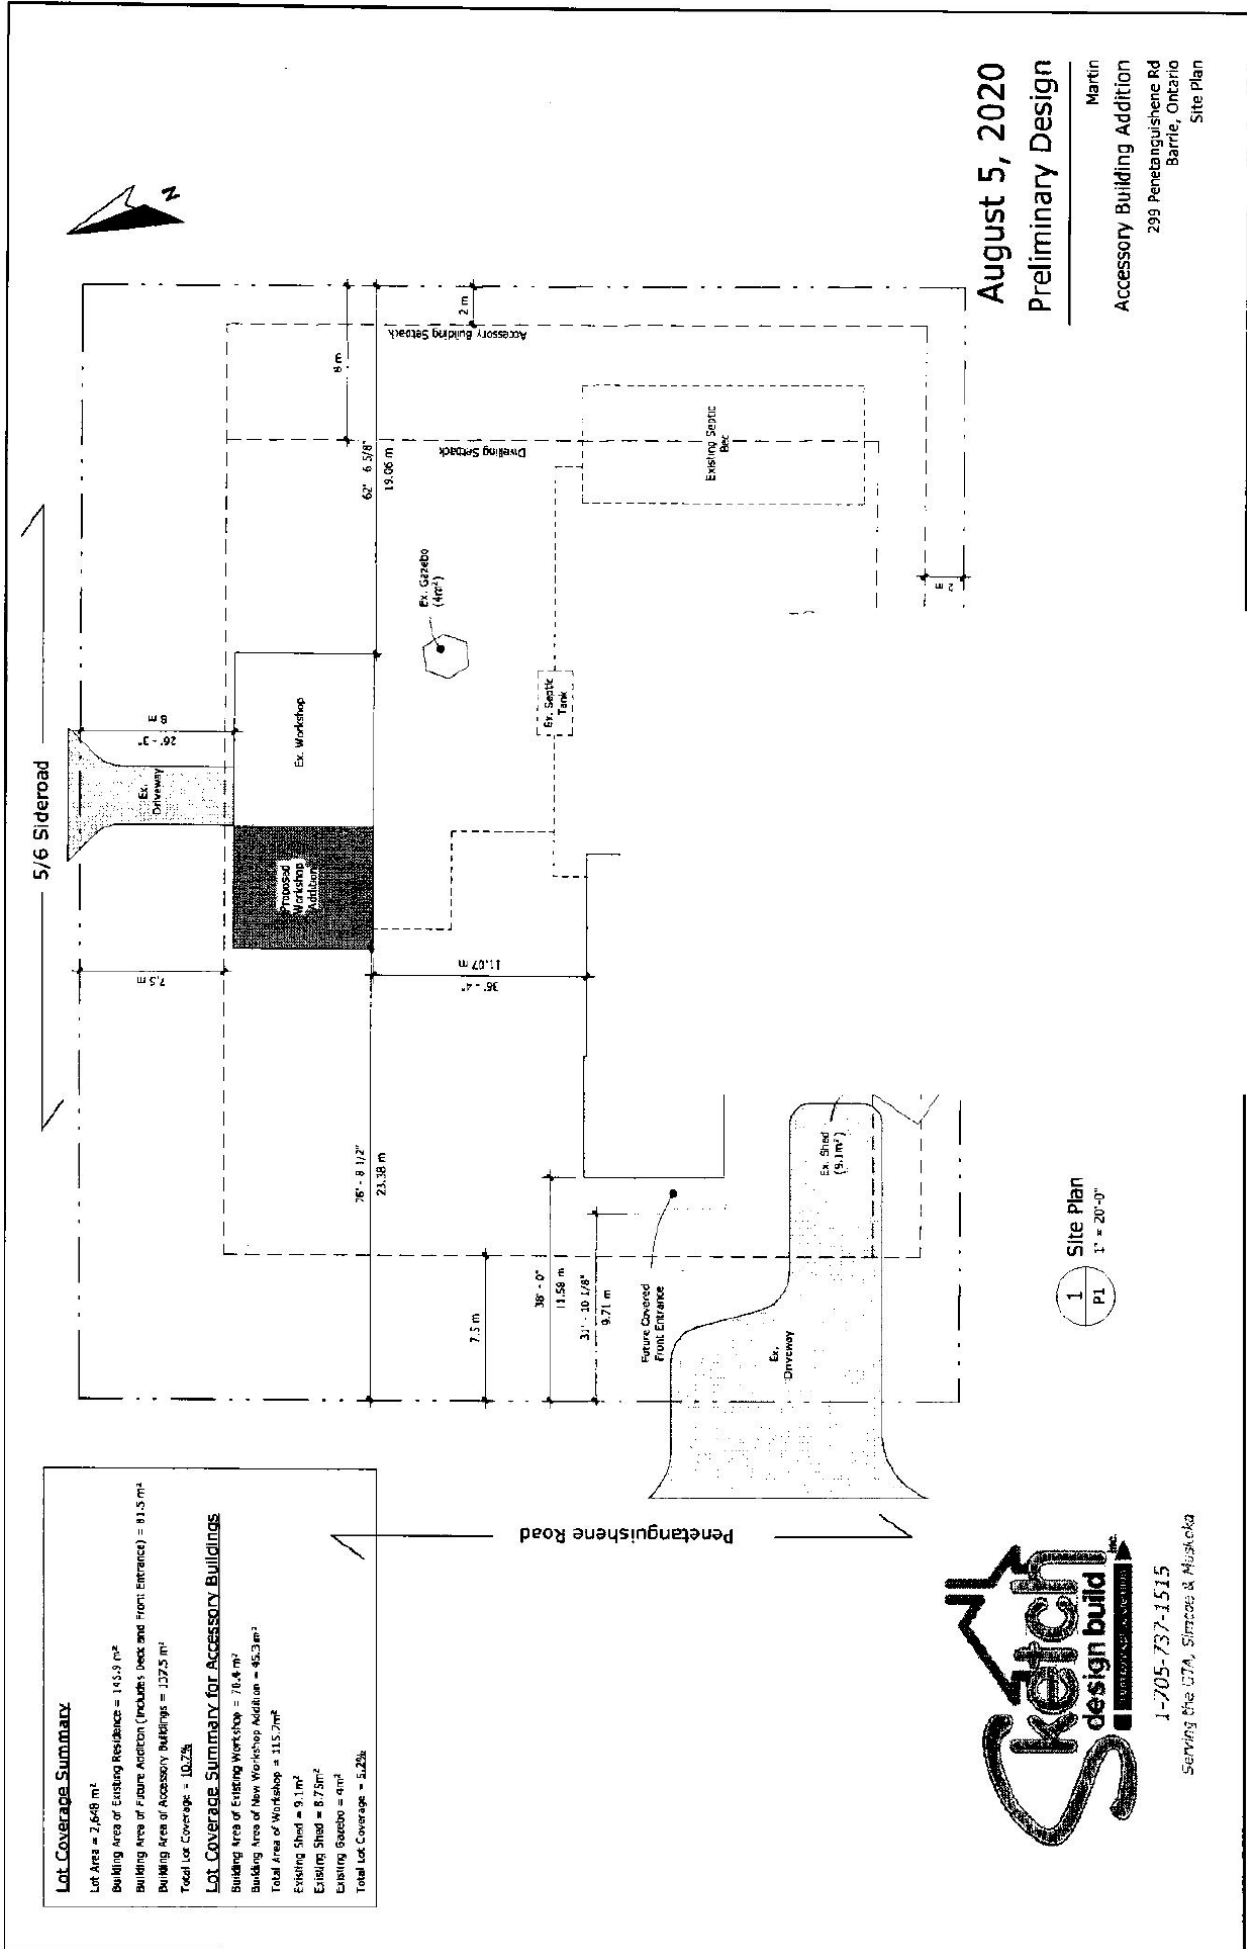 Lot Coverage Summary
Lot Area = 2,648 m²
Building Area of Existing Residence = 145.9 m²
Building Area of Future Addition (Includes Deck and Front Entrance) = 81.5 m²
Building Area of Accessory Buildings = 137.5 m²
Total Lot Coverage = 10.7%
Lot Coverage Summary for Accessory Buildings
Building Area of Existing Workshop = 70.4 m²
Building Area of New Workshop Addition = 45.3m²
Total Area of Workshop = 115.7m²
Existing Shed = 9.1m²
Existing Shed = 8.75m²
Existing Gazebo = 4m²
Total Lot Coverage = 5.2%
5/6 Sideroad
Penetanguishene Road
N
7.5 m
26' - 3"
8 m
Ex.
Driveway
Proposed
Workshop
Addition
Ex. Workshop
76' - 8 1/2"
23.38 m
62' 6 5/8"
19.06 m
8 m
2 m
Accessory Building Setback
Dwelling Setback
Ex. Gazebo
(4m²)
36' - 4"
11.07 m
Ex. Septic
Tank
Existing Septic
Bed
7.5 m
38' - 0"
11.58 m
31' - 10 1/8"
9.71 m
Future Covered
Front Entrance
Ex.
Driveway
Ex. Shed
(9.1m²)
2 m
1
P1
Site Plan
1" = 20'-0"
Sketch
design build
inc.
1-705-737-1515
Serving the GTA, Simcoe & Muskoka
August 5, 2020
Preliminary Design
Martin
Accessory Building Addition
299 Penetanguishene Rd
Barrie, Ontario
Site Plan